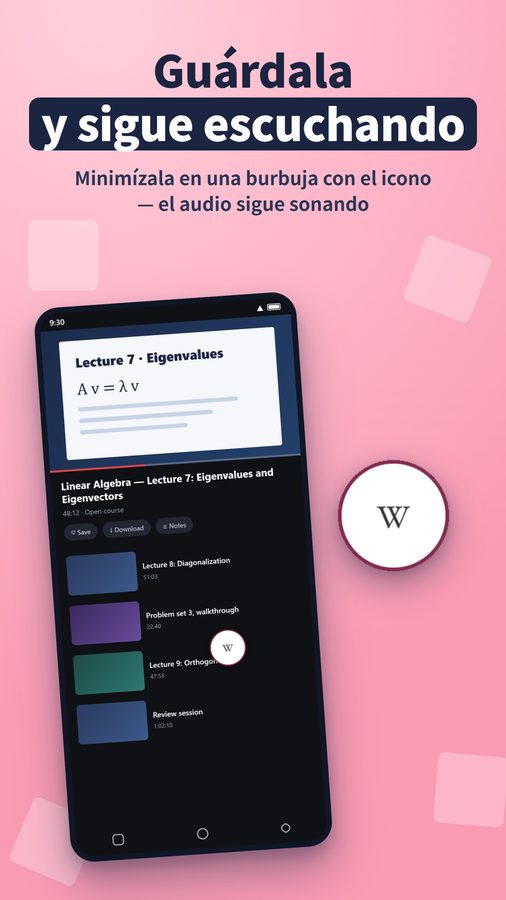 Guárdala
y sigue escuchando
Minimízala en una burbuja con el icono
— el audio sigue sonando
9:30
Lecture 7 · Eigenvalues
A v = λ v
Linear Algebra — Lecture 7: Eigenvalues and
Eigenvectors
48:12 · Open course
♡ Save
↓ Download
≡ Notes
Lecture 8: Diagonalization
51:03
Problem set 3, walkthrough
22:40
W
Lecture 9: Orthogon
47:55
Review session
1:02:10
W